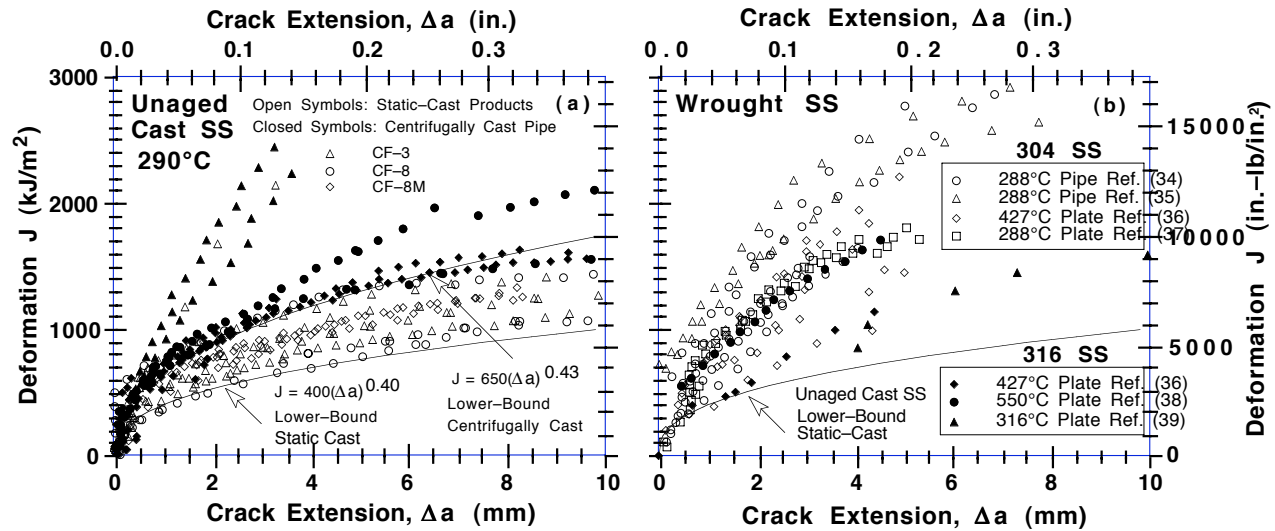 Crack Extension, Δa (in.)
0.0 0.1 0.2 0.3
3000
2000
1000
0
Deformation J (kJ/m²)
Unaged
Cast SS
290°C
Open Symbols: Static–Cast Products
Closed Symbols: Centrifugally Cast Pipe
(a)
CF–3
CF–8
CF–8M
J = 400(Δa)^0.40
Lower–Bound
Static Cast
J = 650(Δa)^0.43
Lower–Bound
Centrifugally Cast
0 2 4 6 8 10
Crack Extension, Δa (mm)
Crack Extension, Δa (in.)
0.0 0.1 0.2 0.3
Wrought SS
(b)
304 SS
288°C Pipe Ref. (34)
288°C Pipe Ref. (35)
427°C Plate Ref. (36)
288°C Plate Ref. (37)
316 SS
427°C Plate Ref. (36)
550°C Plate Ref. (38)
316°C Plate Ref. (39)
Unaged Cast SS
Lower–Bound
Static–Cast
15000
10000
5000
0
Deformation J (in.–Lb/in.²)
0 2 4 6 8 10
Crack Extension, Δa (mm)